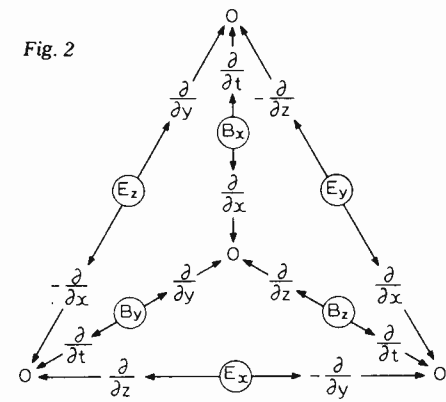 Fig. 2
O
∂/∂t
∂/∂y
-∂/∂z
Bx
Ez
Ey
∂/∂x
O
-∂/∂x
∂/∂y
∂/∂z
∂/∂x
By
Bz
∂/∂t
∂/∂t
O
∂/∂z
Ex
-∂/∂y
O